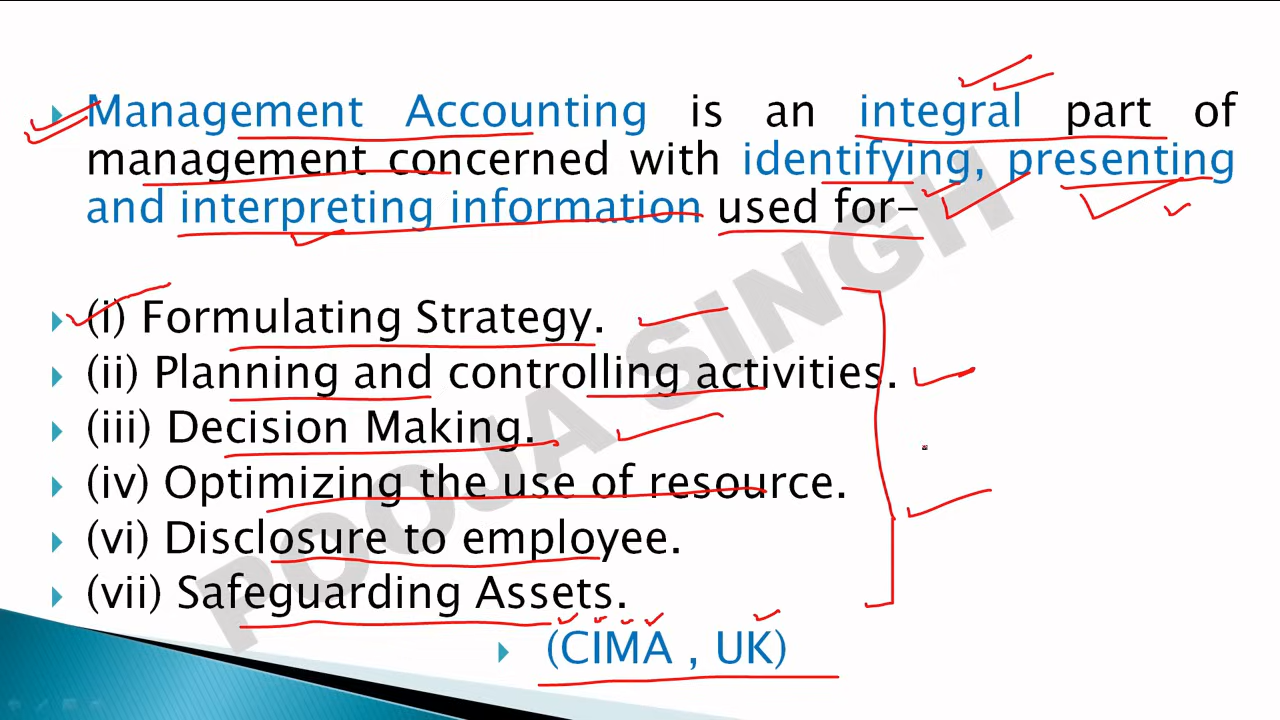 Management Accounting is an integral part of
management concerned with identifying, presenting
and interpreting information used for-
(i) Formulating Strategy.
(ii) Planning and controlling activities.
(iii) Decision Making.
(iv) Optimizing the use of resource.
(vi) Disclosure to employee.
(vii) Safeguarding Assets.
(CIMA , UK)
POOJA SINGH